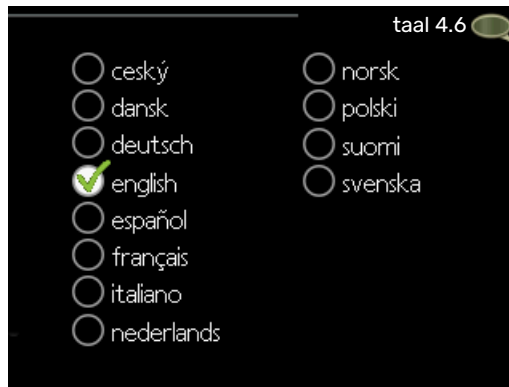 taal 4.6
ceský
dansk
deutsch
english
español
français
italiano
nederlands
norsk
polski
suomi
svenska